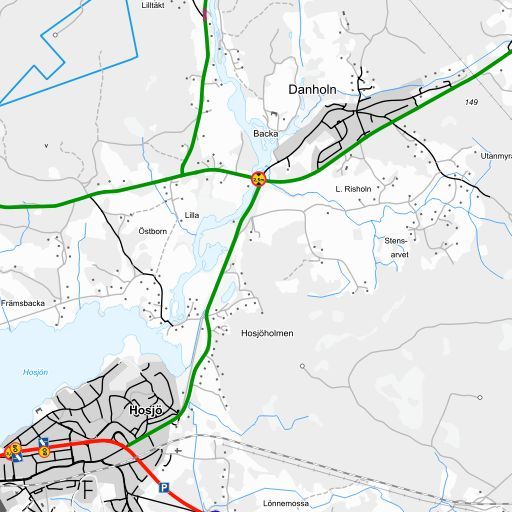 Lilltäkt
Danholn
149
Backa
Utanmyra
L. Risholn
Lilla
Östborn
Stens-
arvet
Främsbacka
Hosjöholmen
Hosjön
Hosjö
F
P
Lönnemossa